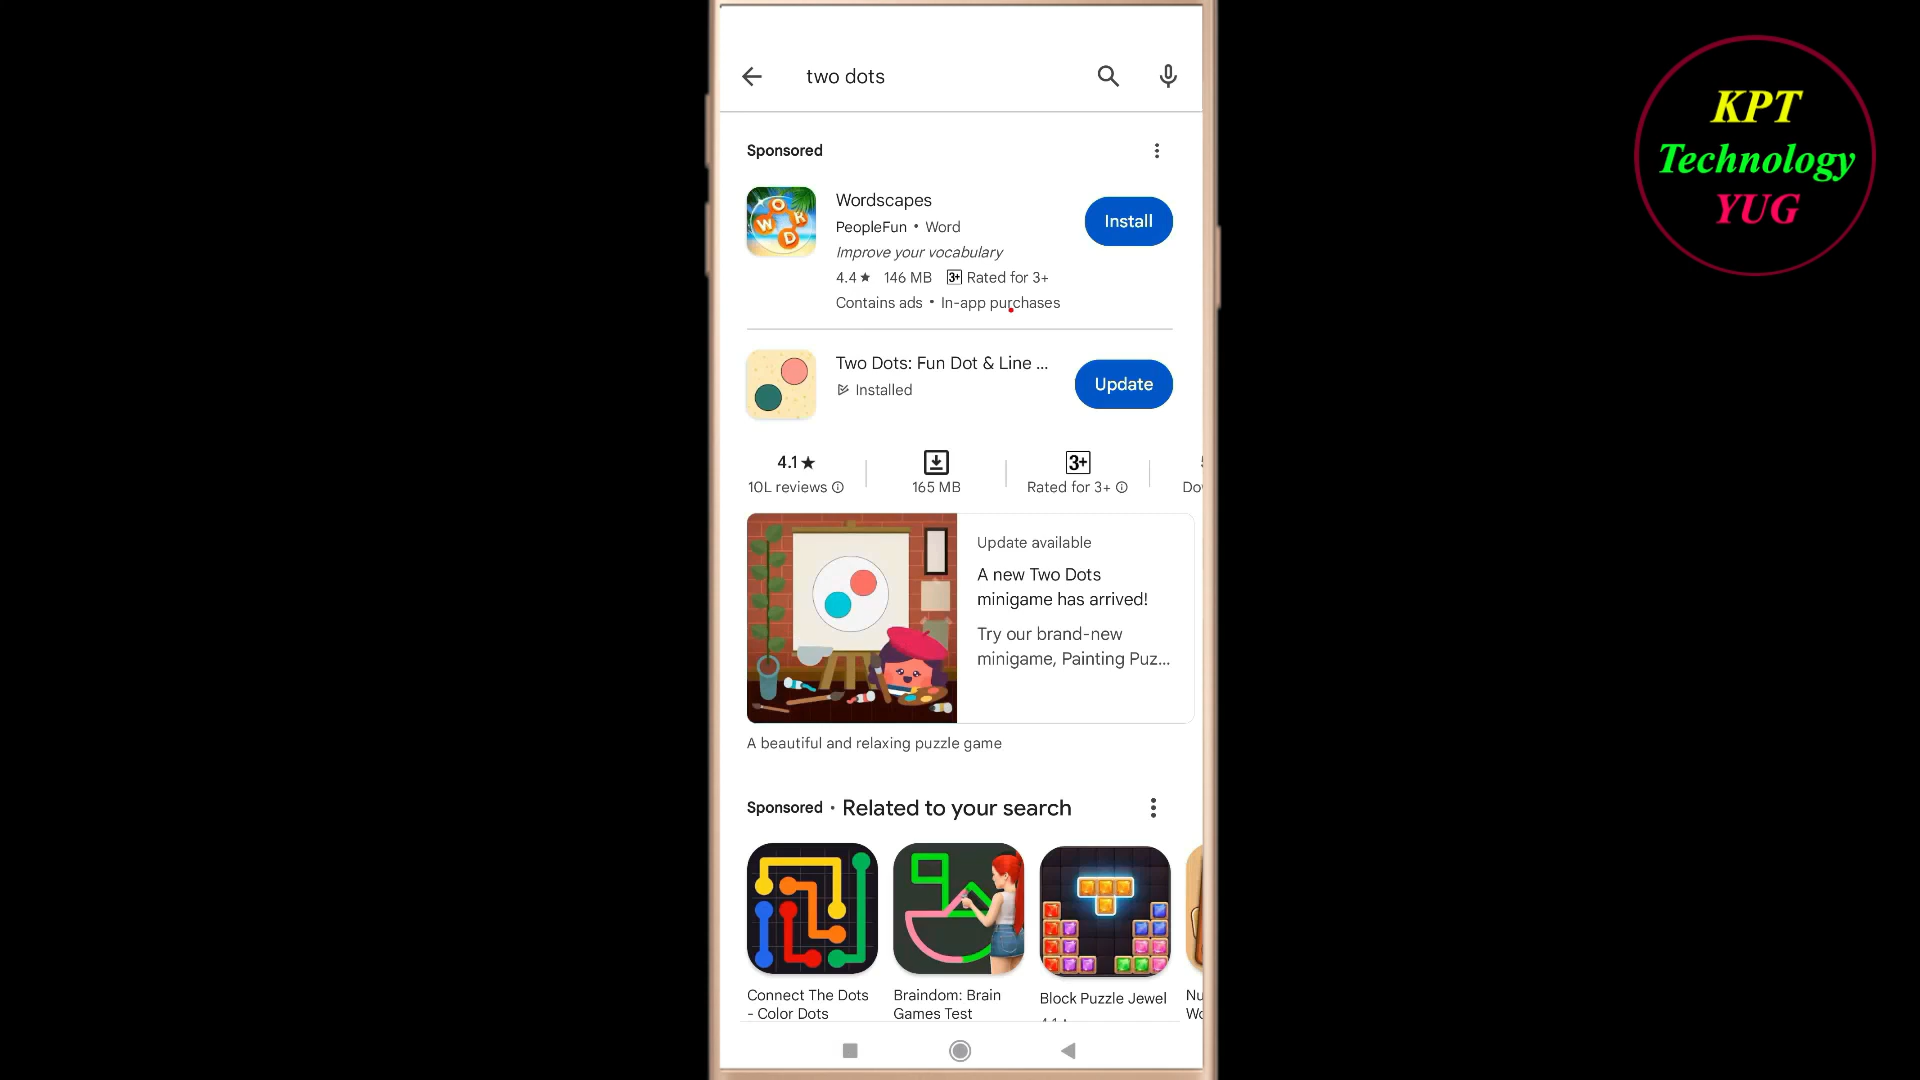 two dots
KPT
Technology
YUG
Sponsored
Wordscapes
PeopleFun • Word
Improve your vocabulary
4.4★ 146 MB 3+ Rated for 3+
Contains ads • In-app purchases
Install
Two Dots: Fun Dot & Line ...
Installed
Update
4.1★
10L reviews
165 MB
3+
Rated for 3+
Update available
A new Two Dots
minigame has arrived!
Try our brand-new
minigame, Painting Puz...
A beautiful and relaxing puzzle game
Sponsored · Related to your search
WORD
Connect The Dots
- Color Dots
Braindom: Brain
Games Test
Block Puzzle Jewel